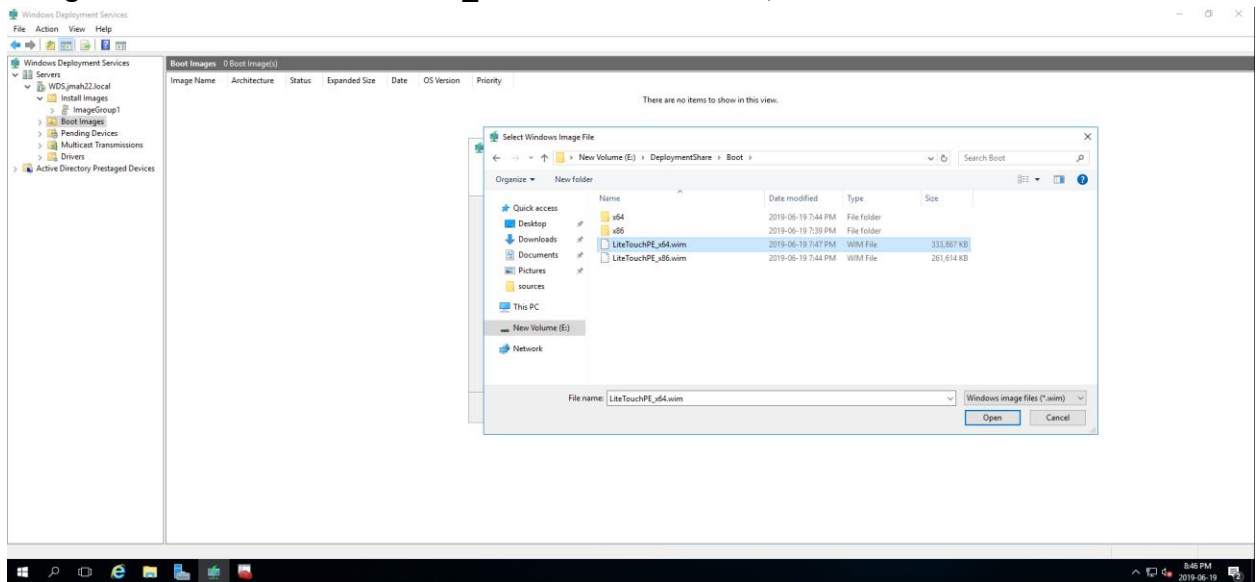 Windows Deployment Services
File Action View Help
Windows Deployment Services
Servers
WDS.jmah22.local
Install Images
ImageGroup1
Boot Images
Pending Devices
Multicast Transmissions
Drivers
Active Directory Prestaged Devices
Boot Images 0 Boot Image(s)
Image Name Architecture Status Expanded Size Date OS Version Priority
There are no items to show in this view.
Select Windows Image File
New Volume (E:) > DeploymentShare > Boot >
Search Boot
Organize New folder
Quick access
Desktop
Downloads
Documents
Pictures
sources
This PC
New Volume (E:)
Network
Name Date modified Type Size
x64 2019-06-19 7:44 PM File folder
x86 2019-06-19 7:39 PM File folder
LiteTouchPE_x64.wim 2019-06-19 7:47 PM WIM File 333,867 KB
LiteTouchPE_x86.wim 2019-06-19 7:44 PM WIM File 261,614 KB
File name: LiteTouchPE_x64.wim Windows image files (*.wim)
Open Cancel
8:46 PM
2019-06-19